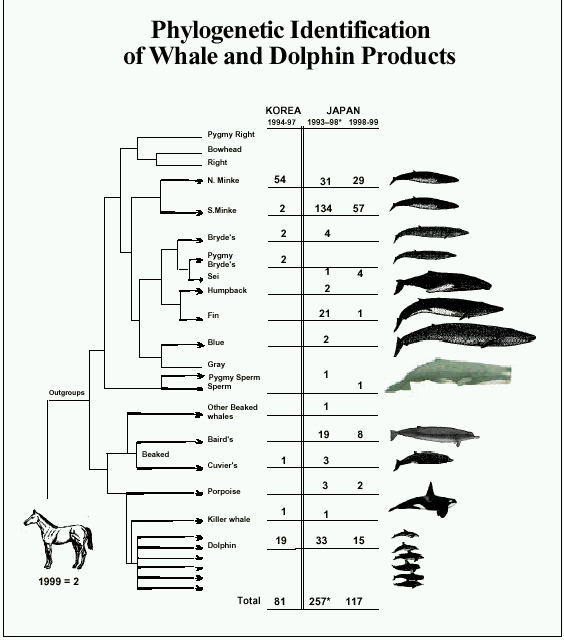 Phylogenetic Identification
of Whale and Dolphin Products
KOREA JAPAN
1994-97 1993–98* 1998-99
Pygmy Right
Bowhead
Right
N. Minke 54 31 29
S.Minke 2 134 57
Bryde's 2 4
Pygmy
Bryde's 2
Sei 1 4
Humpback 2
Fin 21 1
Blue 2
Gray
Pygmy Sperm 1
Sperm 1
Outgroups
Other Beaked
whales 1
Baird's 19 8
Beaked
Cuvier's 1 3
Porpoise 3 2
Killer whale 1 1
Dolphin 19 33 15
1999 = 2
Total 81 257* 117